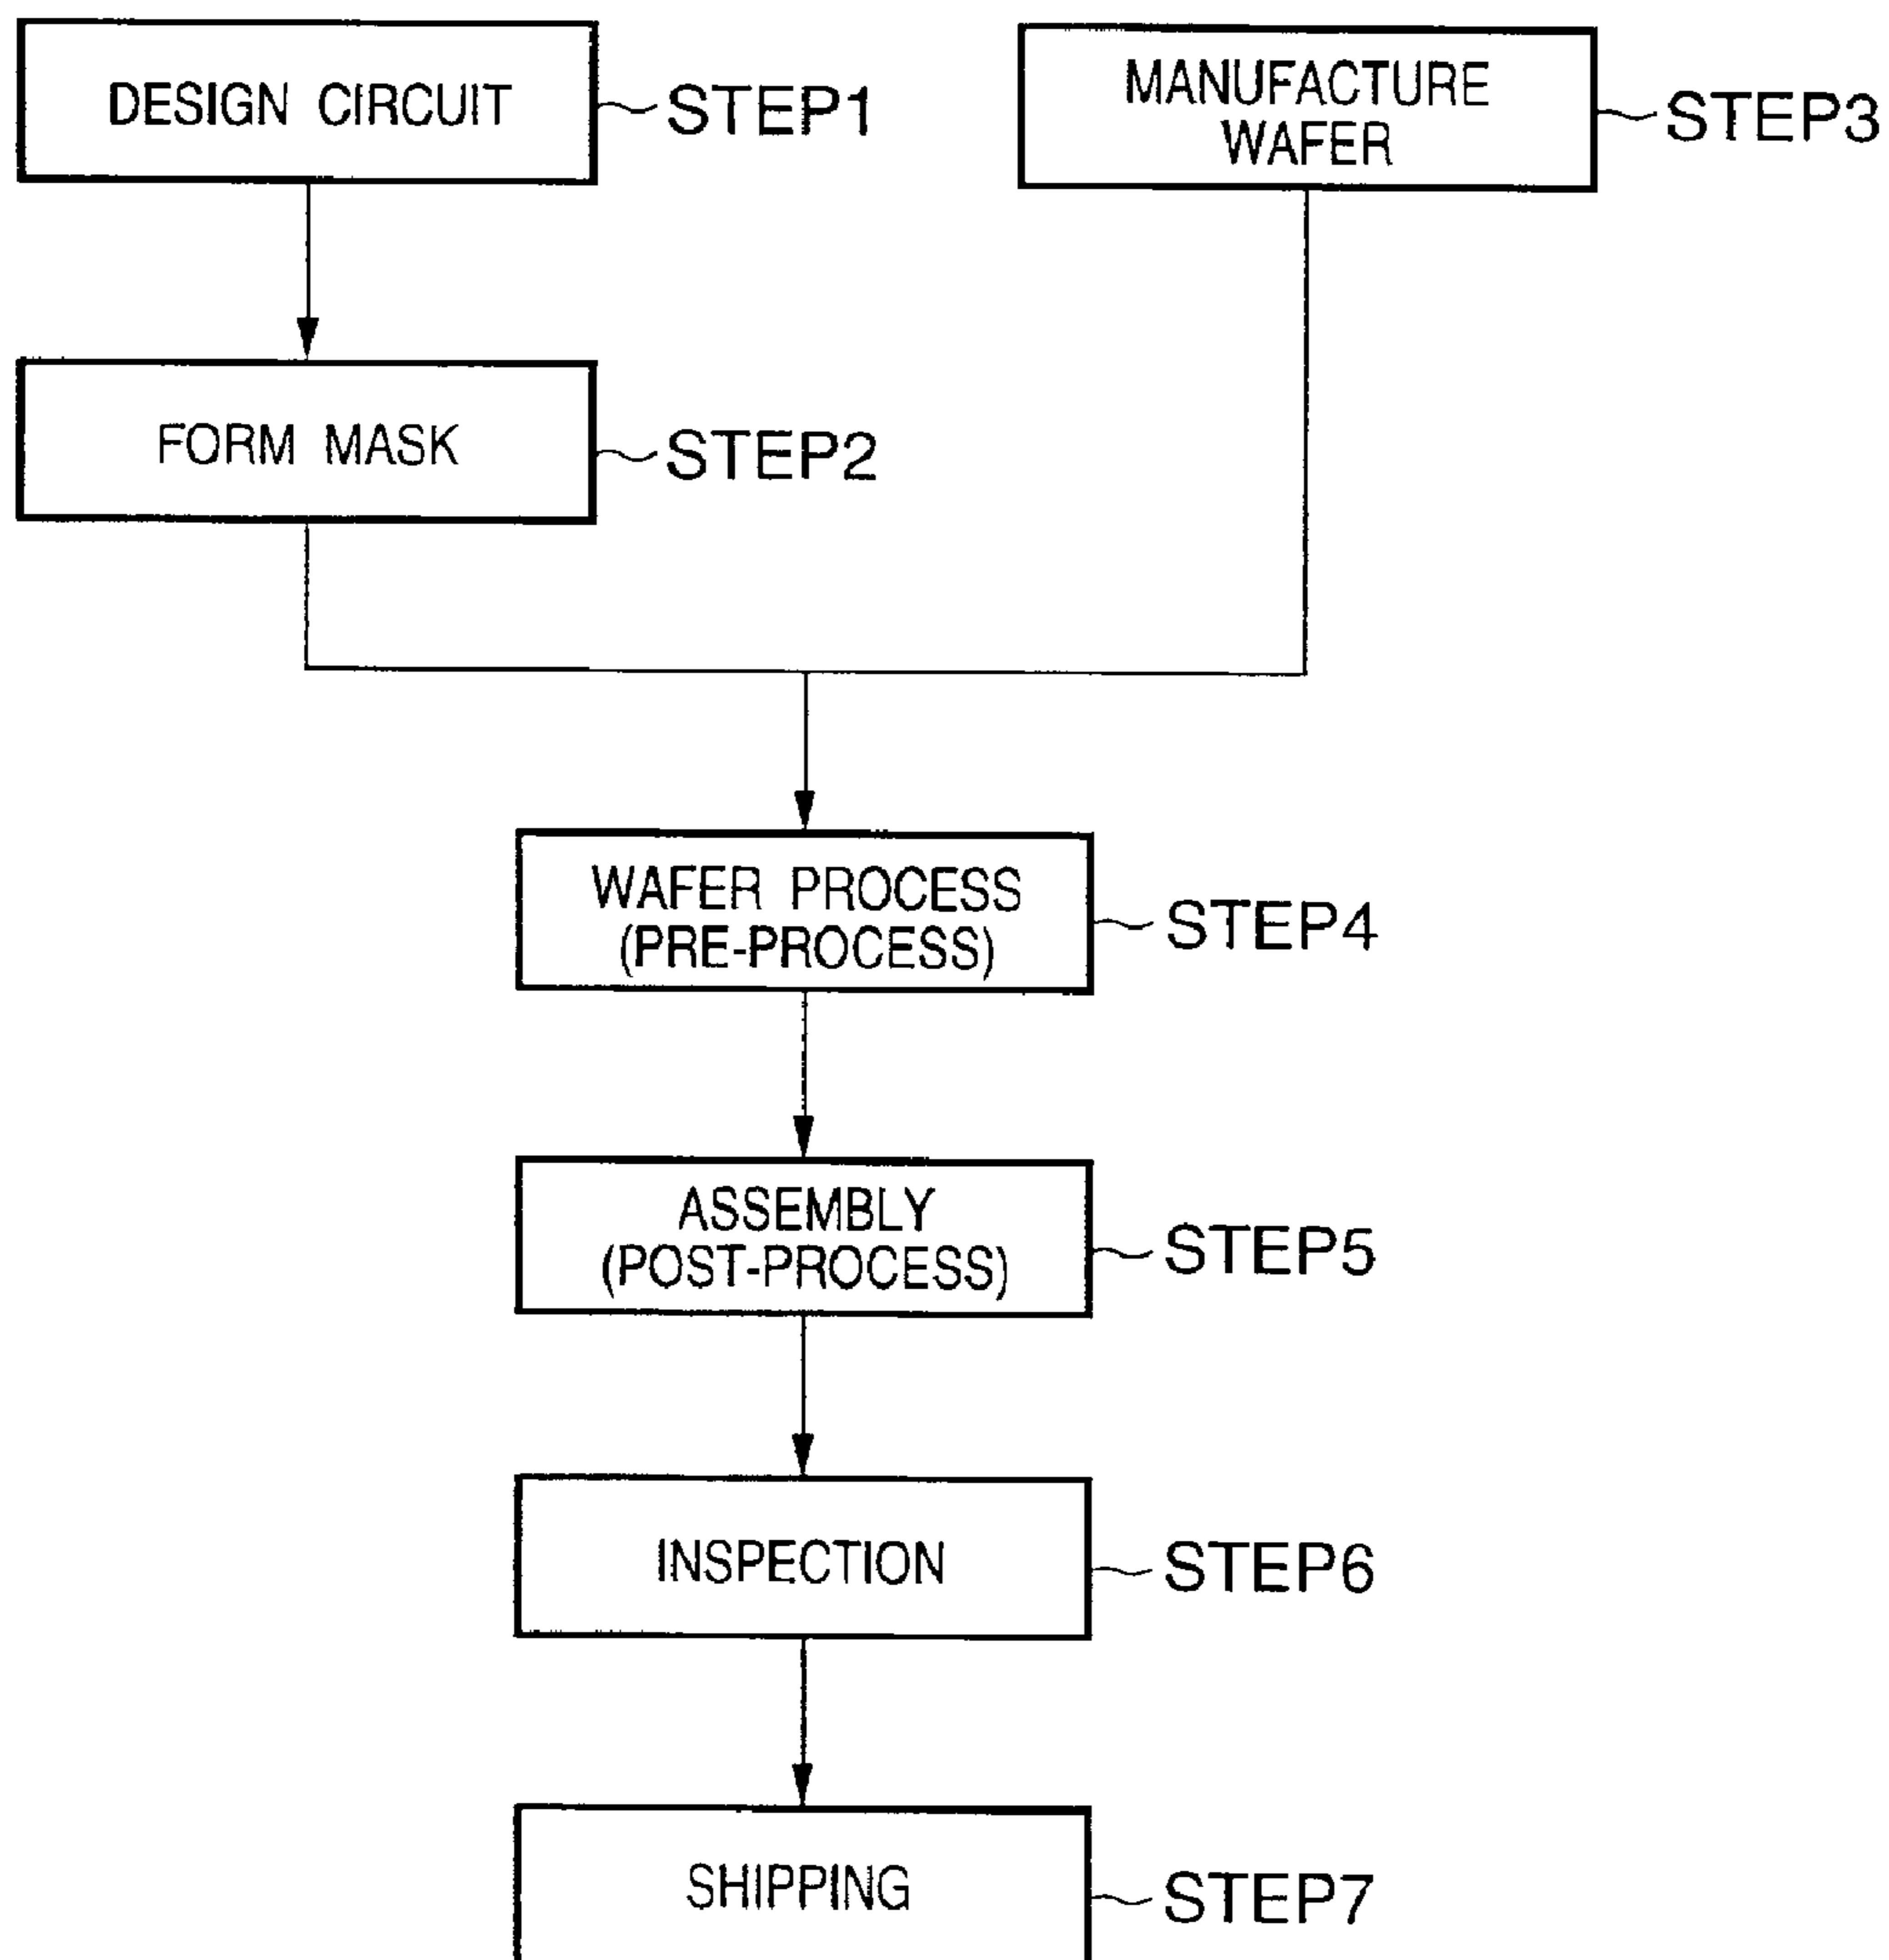 DESIGN CIRCUIT
STEP1
MANUFACTURE
WAFER
STEP3
FORM MASK
STEP2
WAFER PROCESS
(PRE-PROCESS)
STEP4
ASSEMBLY
(POST-PROCESS)
STEP5
INSPECTION
STEP6
SHIPPING
STEP7